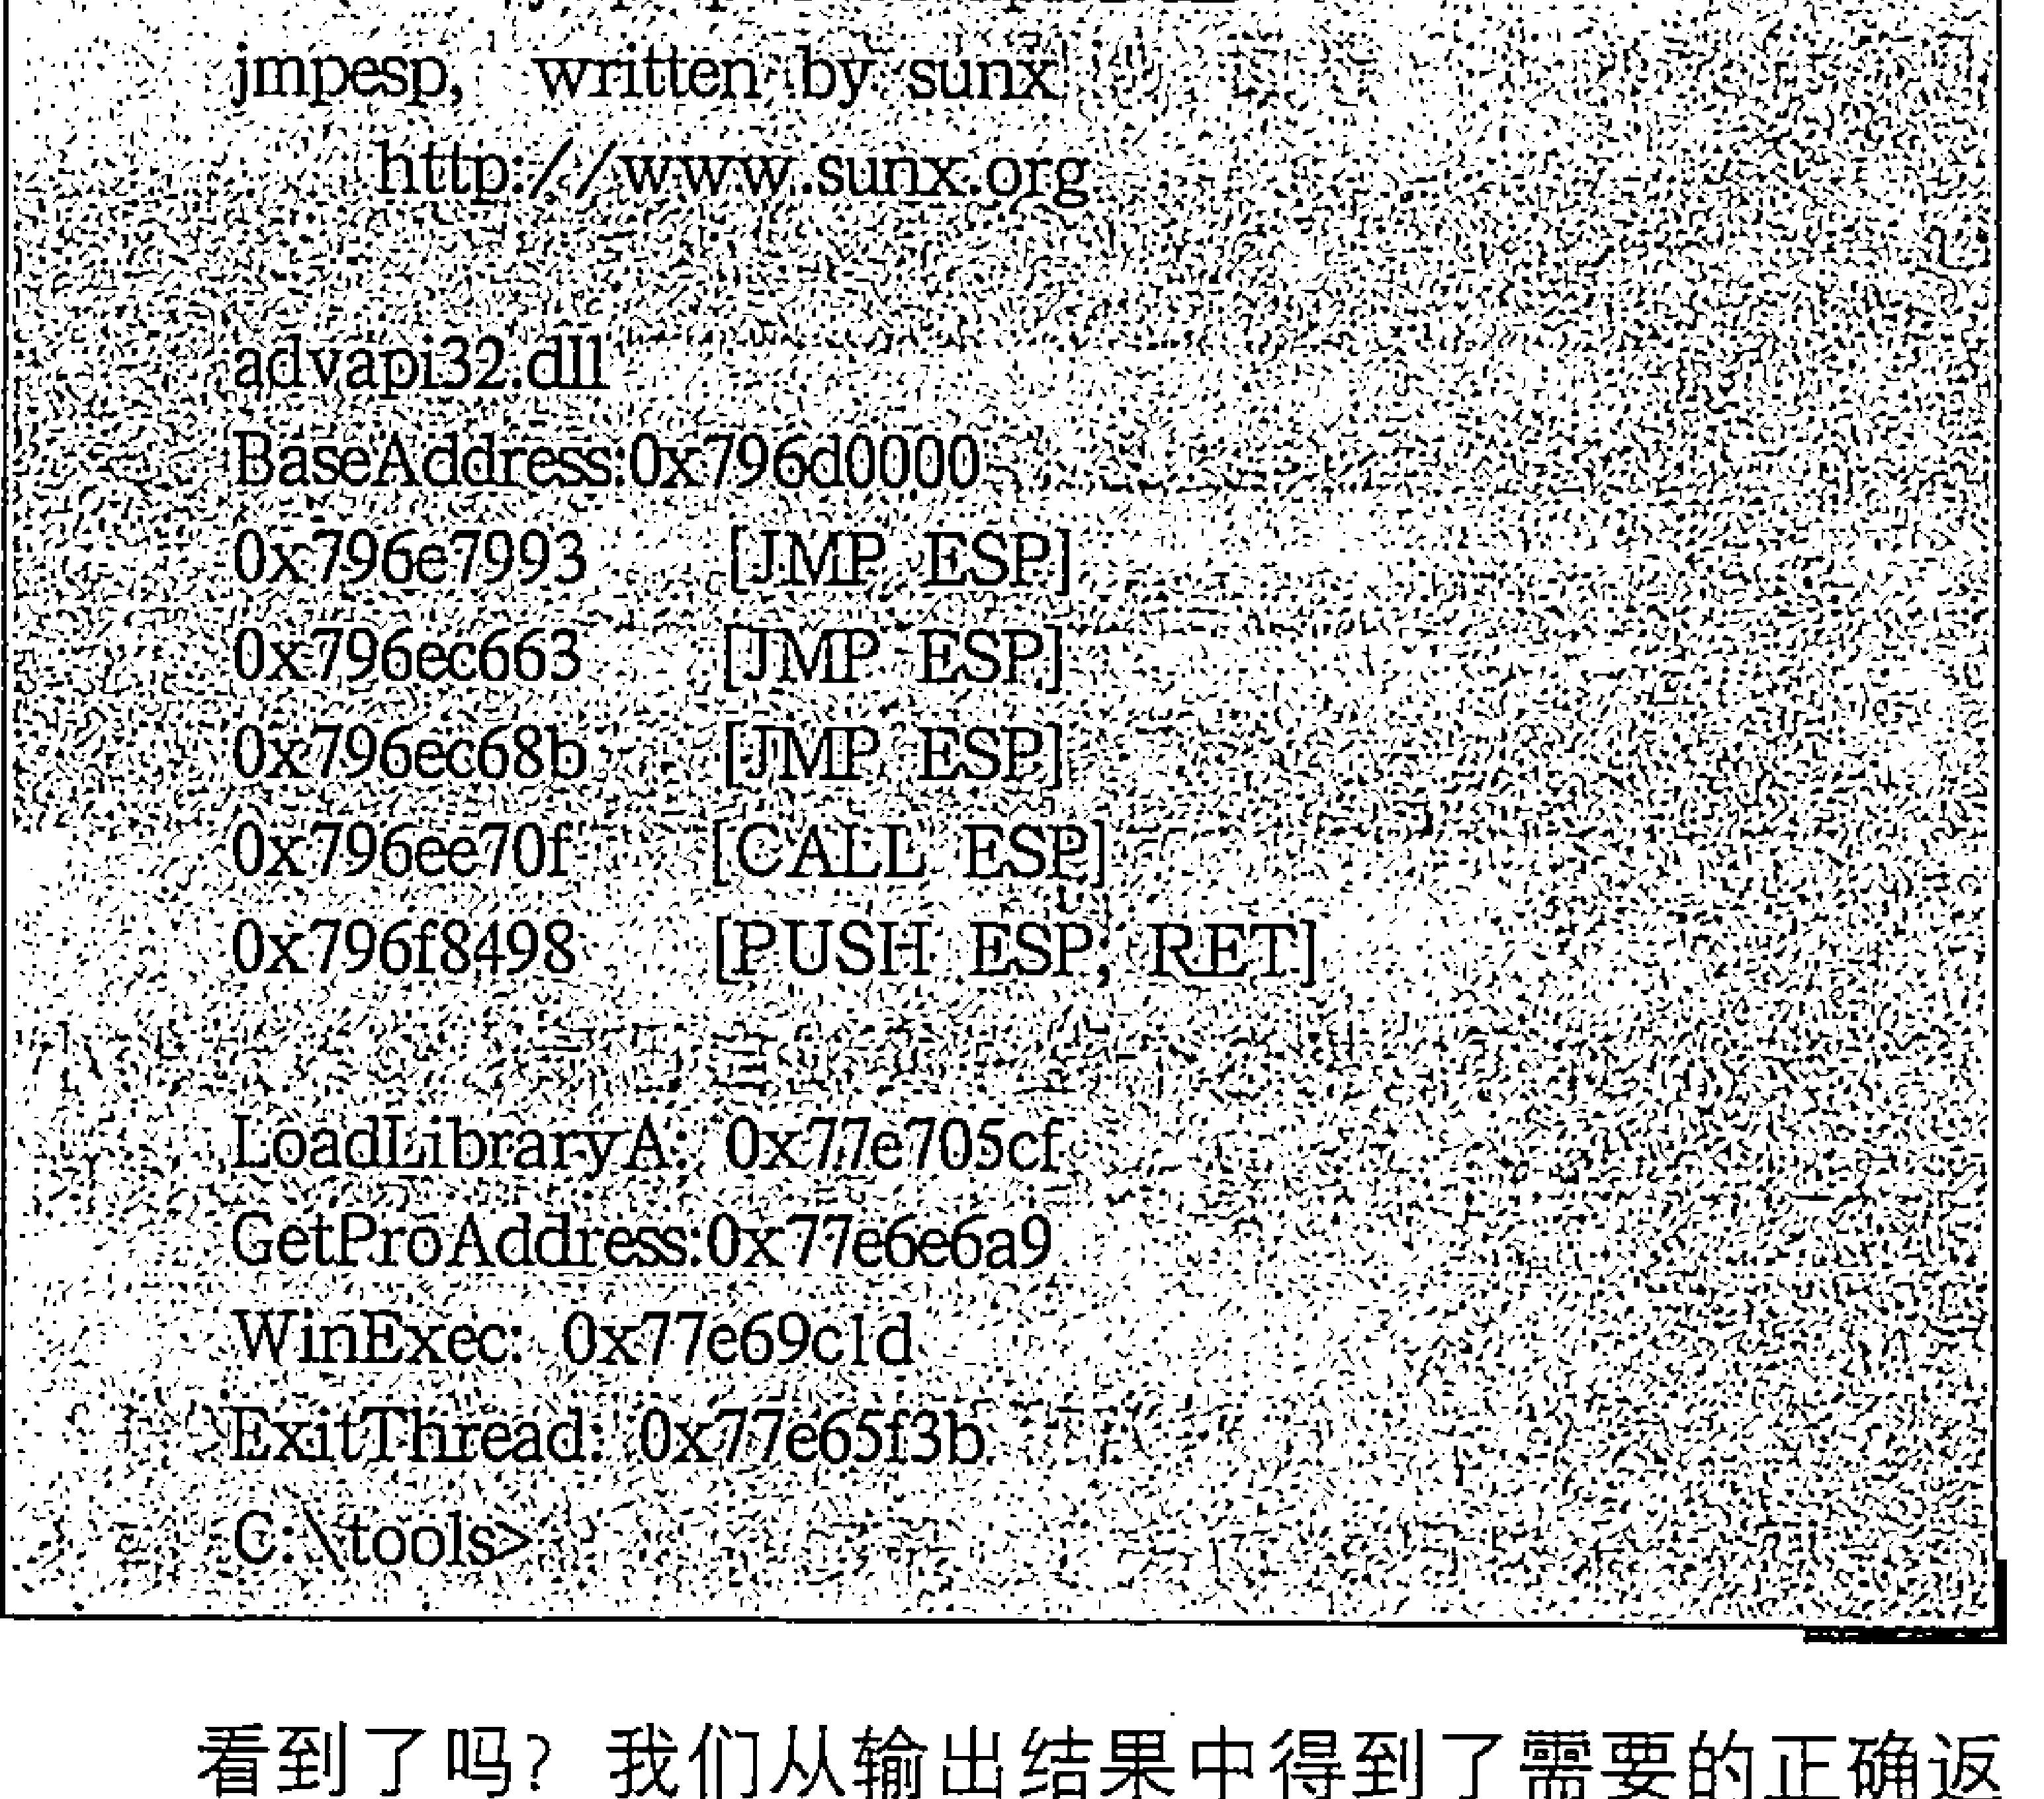 jmpesp, written by sunx
http://www.sunx.org
advapi32.dll
BaseAddress:0x796d0000
0x796e7993 [JMP ESP]
0x796ec663 [JMP ESP]
0x796ec68b [JMP ESP]
0x796ee70f [CALL ESP]
0x796f8498 [PUSH ESP, RET]
LoadLibraryA: 0x77e705cf
GetProAddress:0x77e6e6a9
WinExec: 0x77e69c1d
ExitThread: 0x77e65f3b
C:\tools>
看到了吗? 我们从输出结果中得到了需要的正确返